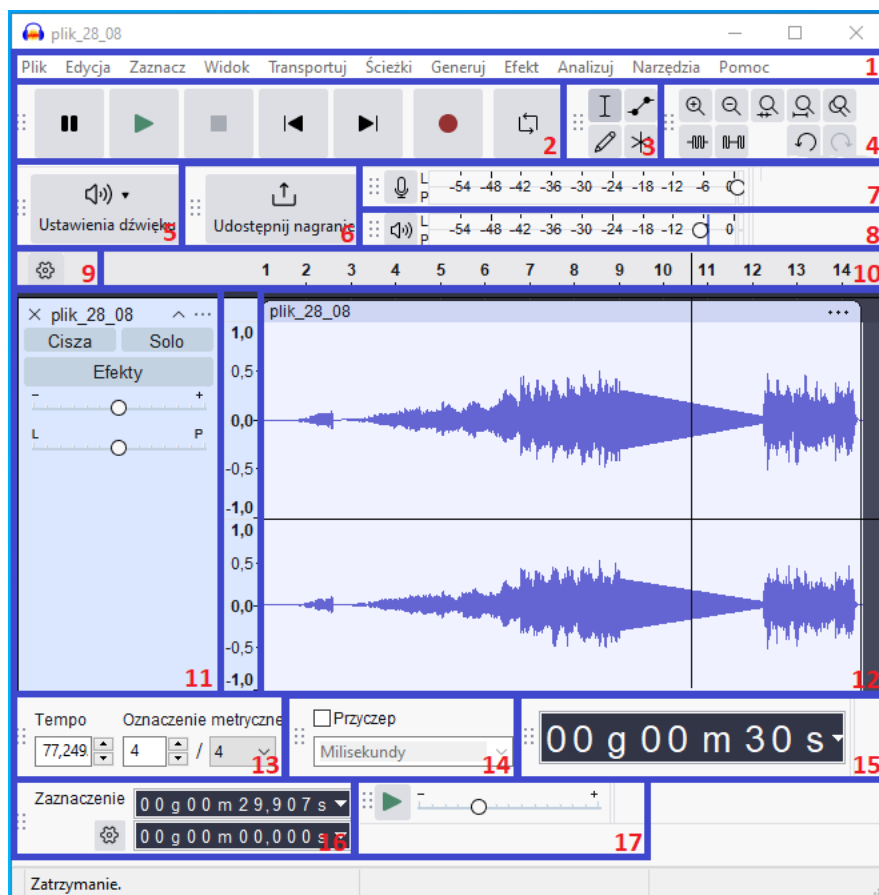 plik_28_08
Plik Edycja Zaznacz Widok Transportuj Ścieżki Generuj Efekt Analizuj Narzędzia Pomoc 1
2 3 4
Ustawienia dźwięku 5
Udostępnij nagranie 6
L
P
-54 -48 -42 -36 -30 -24 -18 -12 -6 0
7
L
P
-54 -48 -42 -36 -30 -24 -18 -12 0
8
9
1 2 3 4 5 6 7 8 9 10 11 12 13 14 10
plik_28_08
Cisza Solo
Efekty
- +
L P
11
1,0
0,5
0,0
-0,5
-1,0
1,0
0,5
0,0
-0,5
-1,0
plik_28_08
12
Tempo Oznaczenie metryczne
77,249 4 / 4 13
Przyczep
Milisekundy 14
00 g 00 m 30 s 15
Zaznaczenie 00 g 00 m 29,907 s
00 g 00 m 00,000 s 16
- +
17
Zatrzymanie.